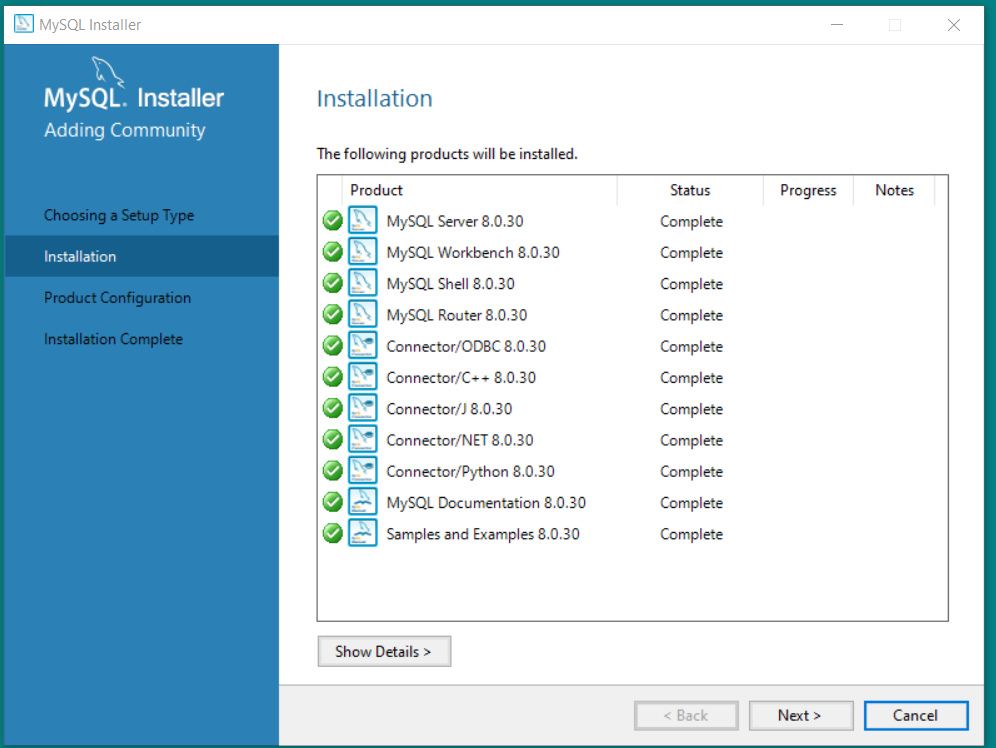 MySQL Installer
MySQL. Installer
Adding Community
Choosing a Setup Type
Installation
Product Configuration
Installation Complete
Installation
The following products will be installed.
Product Status Progress Notes
MySQL Server 8.0.30 Complete
MySQL Workbench 8.0.30 Complete
MySQL Shell 8.0.30 Complete
MySQL Router 8.0.30 Complete
Connector/ODBC 8.0.30 Complete
Connector/C++ 8.0.30 Complete
Connector/J 8.0.30 Complete
Connector/NET 8.0.30 Complete
Connector/Python 8.0.30 Complete
MySQL Documentation 8.0.30 Complete
Samples and Examples 8.0.30 Complete
Show Details >
< Back Next > Cancel